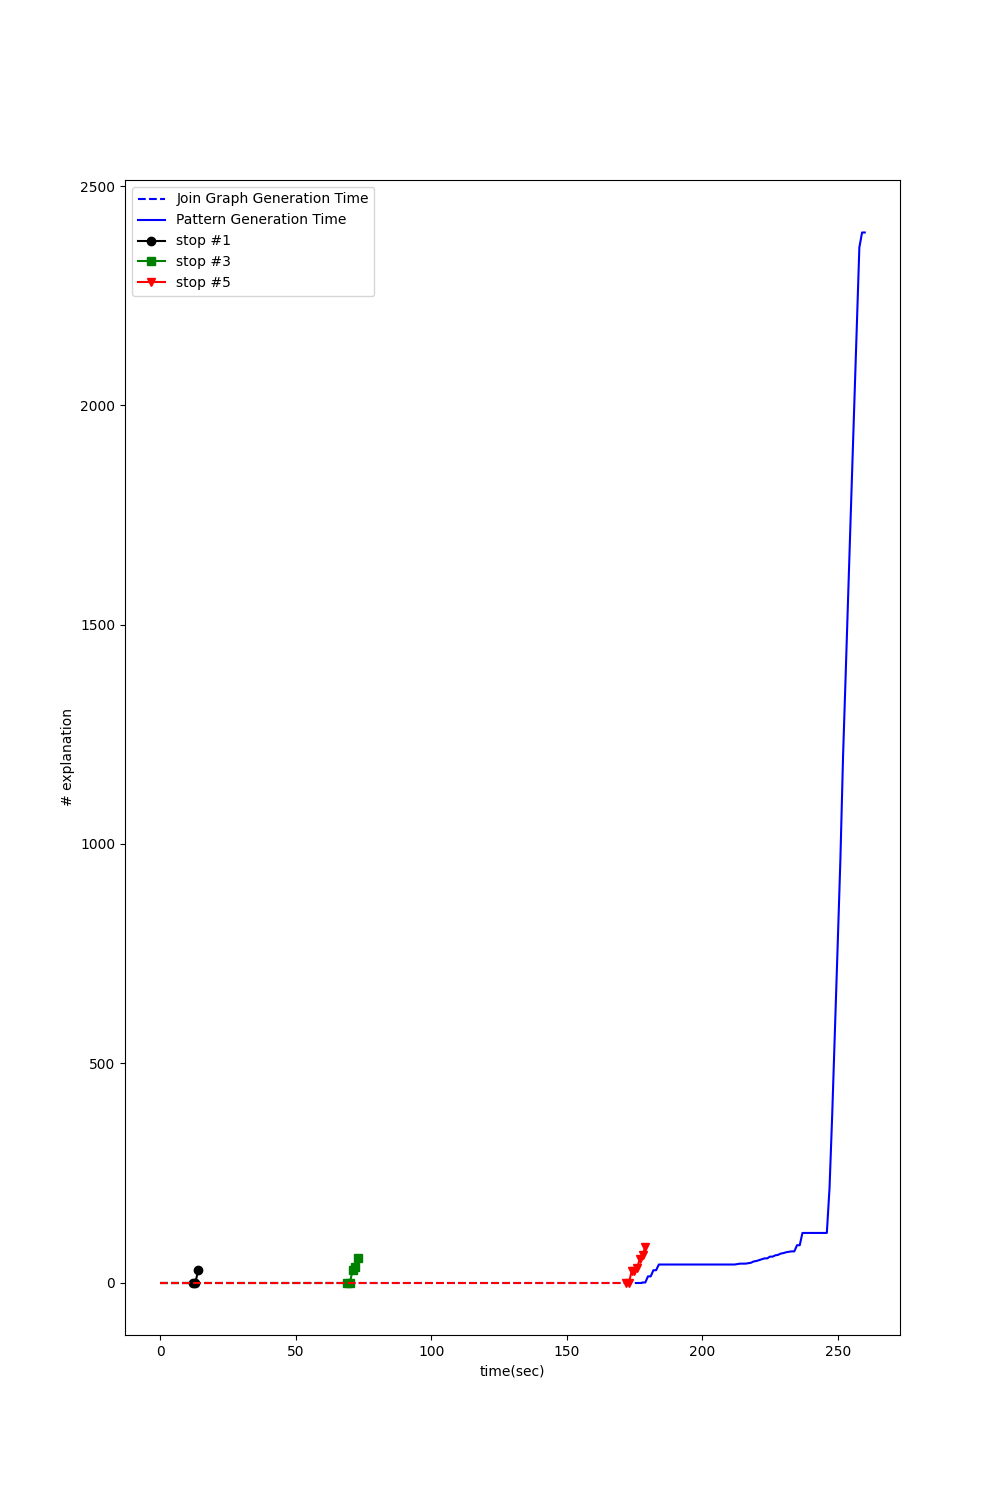 Join Graph Generation Time
Pattern Generation Time
stop #1
stop #3
stop #5
2500
2000
1500
1000
500
0
# explanation
0 50 100 150 200 250
time(sec)